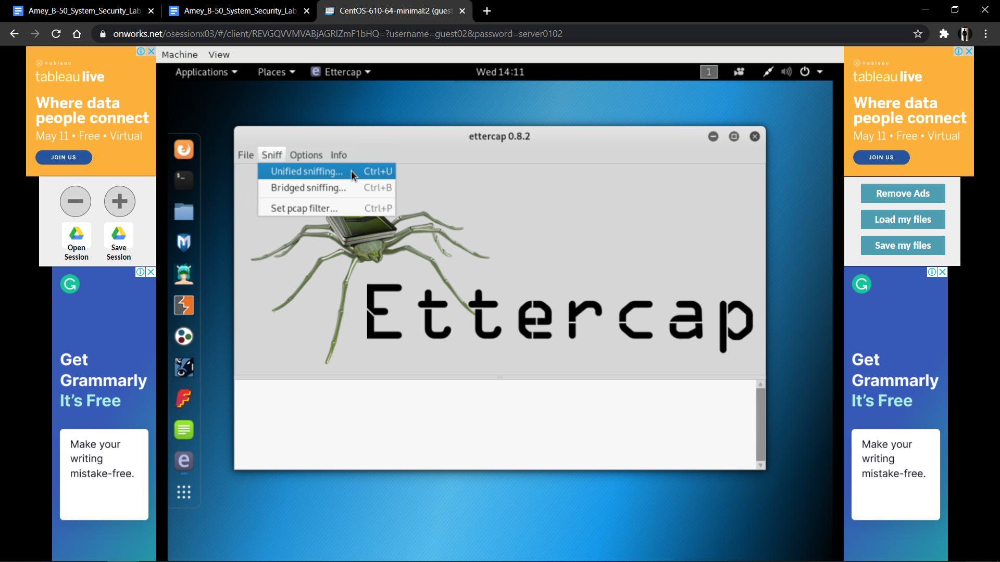 Amey_B-50_System_Security_Lab
Amey_B-50_System_Security_Lab
CentOS-610-64-minimal:2 (guest
onworks.net/osessionx03/#/client/REVGQVVMVABjAGRlZmF1bHQ=?username=guest02&password=server0102
Machine View
Applications Places Ettercap Wed 14:11 1
tableau
tableau live
Where data
people connect
May 11 • Free • Virtual
JOIN US
Open
Session
Save
Session
Get
Grammarly
It's Free
Make your
writing
mistake-free.
ettercap 0.8.2
File Sniff Options Info
Unified sniffing... Ctrl+U
Bridged sniffing... Ctrl+B
Set pcap filter... Ctrl+P
Ettercap
tableau
tableau live
Where data
people connect
May 11 • Free • Virtual
JOIN US
Remove Ads
Load my files
Save my files
Get
Grammarly
It's Free
Make your
writing
mistake-free.